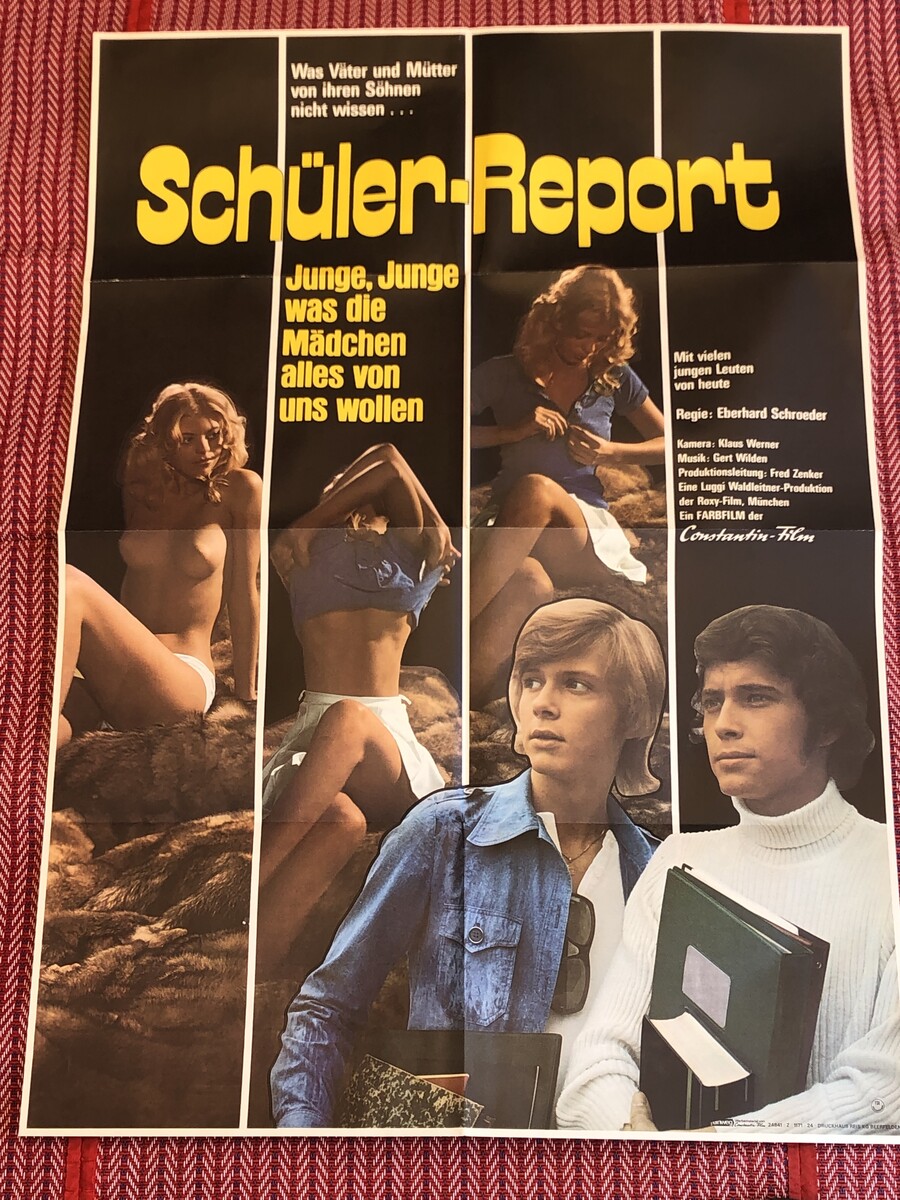 Was Väter und Mütter
von ihren Söhnen
nicht wissen . . .
Schüler-Report
Junge, Junge
was die
Mädchen
alles von
uns wollen
Mit vielen
jungen Leuten
von heute
Regie: Eberhard Schroeder
Kamera: Klaus Werner
Musik: Gert Wilden
Produktionsleitung: Fred Zenker
Eine Luggi Waldleitner-Produktion
der Roxy-Film, München
Ein FARBFILM der
Constantin-Film